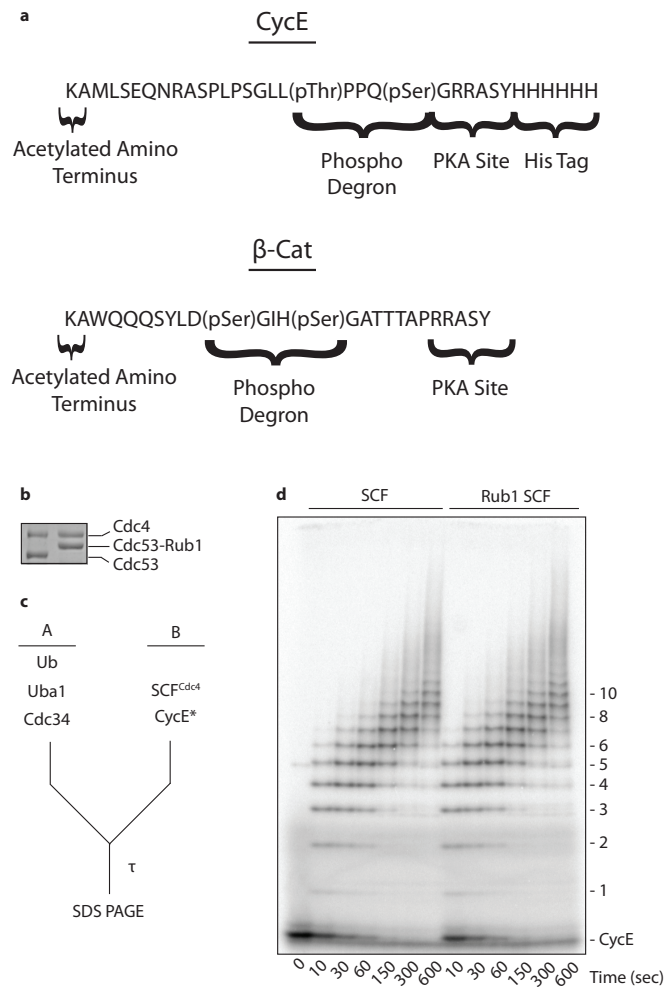 a
CycE
KAMLSEQNRASPLPSGLL(pThr)PPQ(pSer)GRRASYHHHHHH
Acetylated Amino
Terminus
Phospho
Degron
PKA Site
His Tag
β-Cat
KAWQQQSYLD(pSer)GIH(pSer)GATTTAPRRASY
Acetylated Amino
Terminus
Phospho
Degron
PKA Site
b
Cdc4
Cdc53-Rub1
Cdc53
c
A
B
Ub
Uba1
SCFCdc4
Cdc34
CycE*
τ
SDS PAGE
d
SCF
Rub1 SCF
- 10
- 8
- 6
- 5
- 4
- 3
- 2
- 1
- CycE
0 10 30 60 150 300 600 10 30 60 150 300 600 Time (sec)